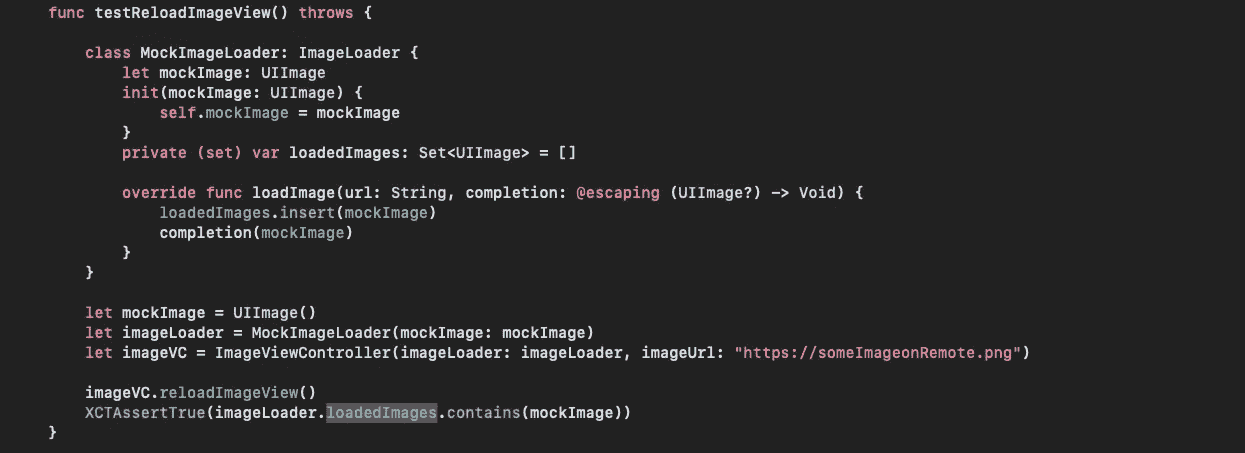 func testReloadImageView() throws {
class MockImageLoader: ImageLoader {
let mockImage: UIImage
init(mockImage: UIImage) {
self.mockImage = mockImage
}
private (set) var loadedImages: Set<UIImage> = []
override func loadImage(url: String, completion: @escaping (UIImage?) -> Void) {
loadedImages.insert(mockImage)
completion(mockImage)
}
}
let mockImage = UIImage()
let imageLoader = MockImageLoader(mockImage: mockImage)
let imageVC = ImageViewController(imageLoader: imageLoader, imageUrl: "https://someImageonRemote.png")
imageVC.reloadImageView()
XCTAssertTrue(imageLoader.loadedImages.contains(mockImage))
}